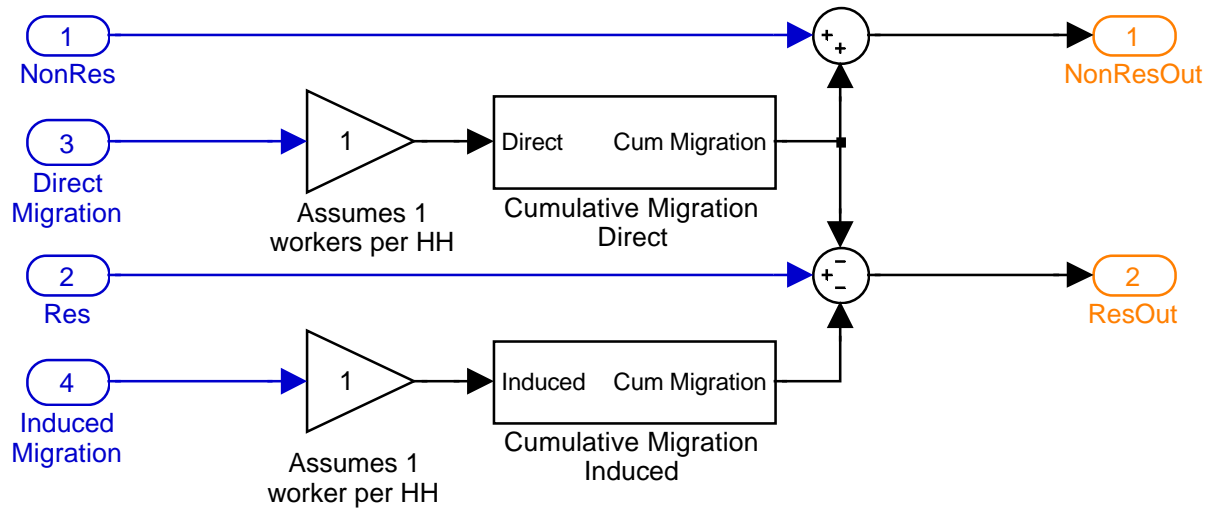 1
NonRes
+
+
1
NonResOut
3
Direct
Migration
1
Assumes 1
workers per HH
Direct Cum Migration
Cumulative Migration
Direct
2
Res
+
−
−
2
ResOut
4
Induced
Migration
1
Assumes 1
worker per HH
Induced Cum Migration
Cumulative Migration
Induced